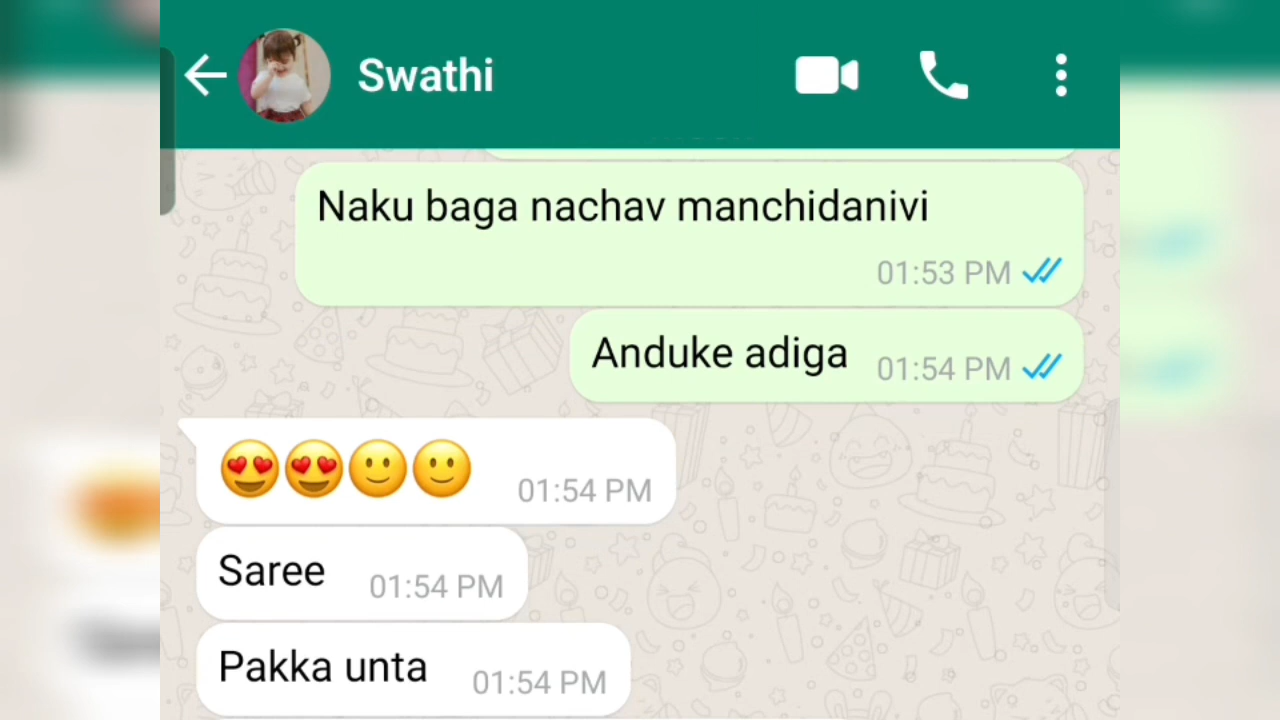 Swathi
Naku baga nachav manchidanivi
01:53 PM
Anduke adiga 01:54 PM
😍😍🙂🙂 01:54 PM
Saree 01:54 PM
Pakka unta 01:54 PM